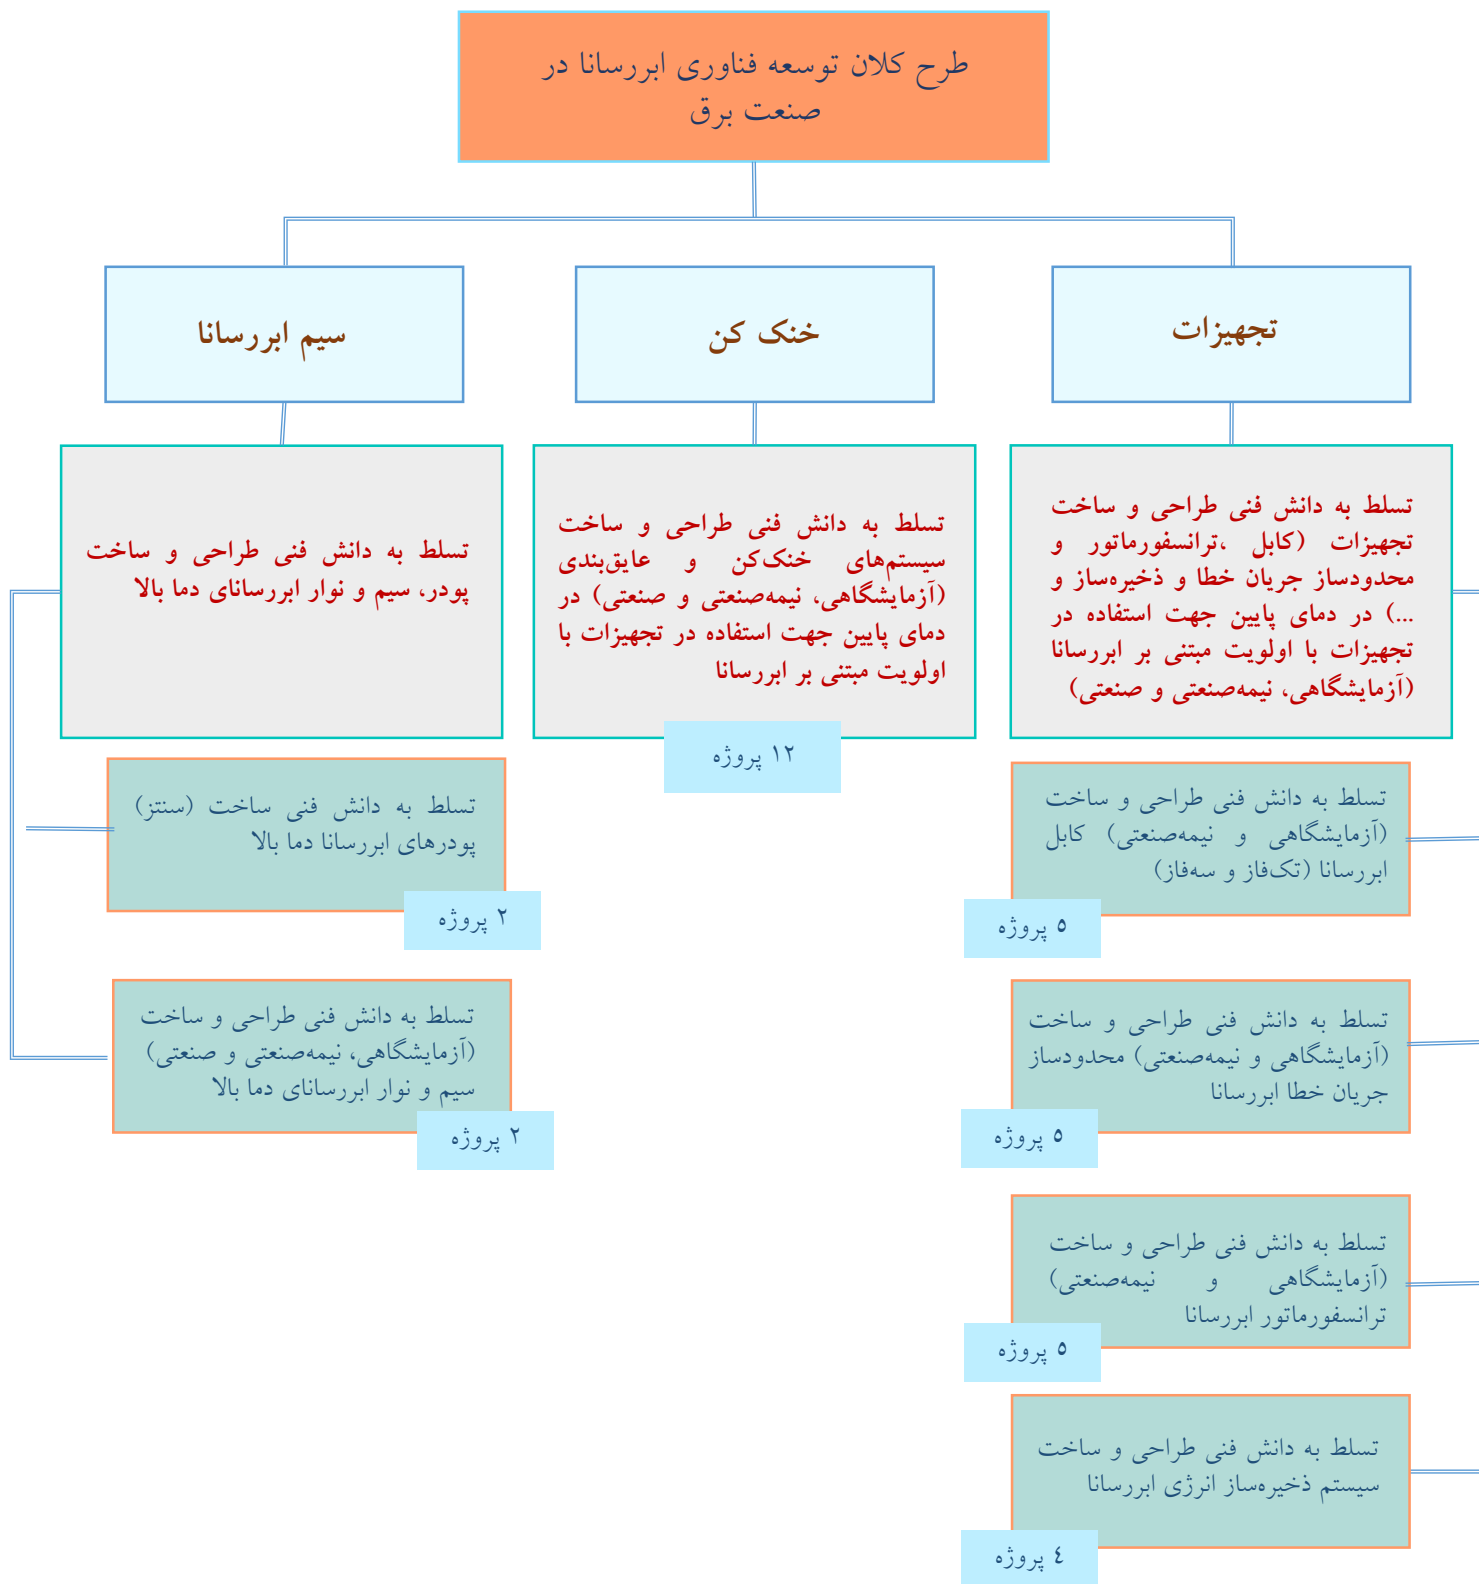 طرح کلان توسعه فناوری ابررسانا در
صنعت برق
تجهیزات
خنک کن
سیم ابررسانا
تسلط به دانش فنی طراحی و ساخت
تجهیزات (کابل ،ترانسفورماتور و
محدودساز جریان خطا و ذخیره‌ساز و
...) در دمای پایین جهت استفاده در
تجهیزات با اولویت مبتنی بر ابررسانا
(آزمایشگاهی، نیمه‌صنعتی و صنعتی)
تسلط به دانش فنی طراحی و ساخت
سیستم‌های خنک‌کن و عایق‌بندی
(آزمایشگاهی، نیمه‌صنعتی و صنعتی) در
دمای پایین جهت استفاده در تجهیزات با
اولویت مبتنی بر ابررسانا
۱۲ پروژه
تسلط به دانش فنی طراحی و ساخت
پودر، سیم و نوار ابررسانای دما بالا
تسلط به دانش فنی طراحی و ساخت
(آزمایشگاهی و نیمه‌صنعتی) کابل
ابررسانا (تک‌فاز و سه‌فاز)
٥ پروژه
تسلط به دانش فنی طراحی و ساخت
(آزمایشگاهی و نیمه‌صنعتی) محدودساز
جریان خطا ابررسانا
٥ پروژه
تسلط به دانش فنی طراحی و ساخت
(آزمایشگاهی و نیمه‌صنعتی)
ترانسفورماتور ابررسانا
٥ پروژه
تسلط به دانش فنی طراحی و ساخت
سیستم ذخیره‌ساز انرژی ابررسانا
٤ پروژه
تسلط به دانش فنی ساخت (سنتز)
پودرهای ابررسانا دما بالا
۲ پروژه
تسلط به دانش فنی طراحی و ساخت
(آزمایشگاهی، نیمه‌صنعتی و صنعتی)
سیم و نوار ابررسانای دما بالا
۲ پروژه